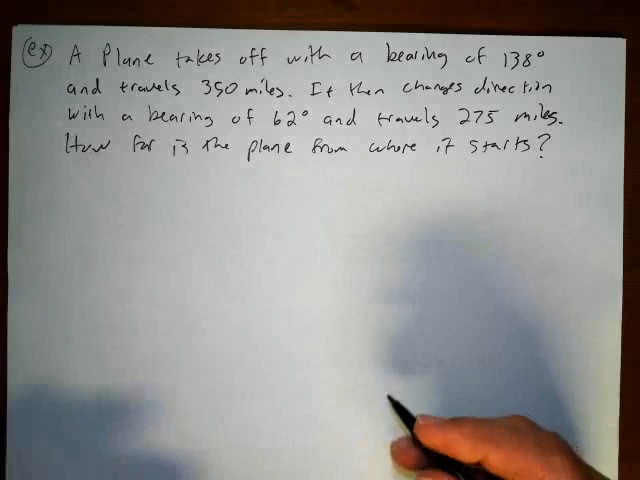 ex) A Plane takes off with a bearing of 138°
and travels 350 miles. It then changes direction
with a bearing of 62° and travels 275 miles.
How far is the plane from where it starts?